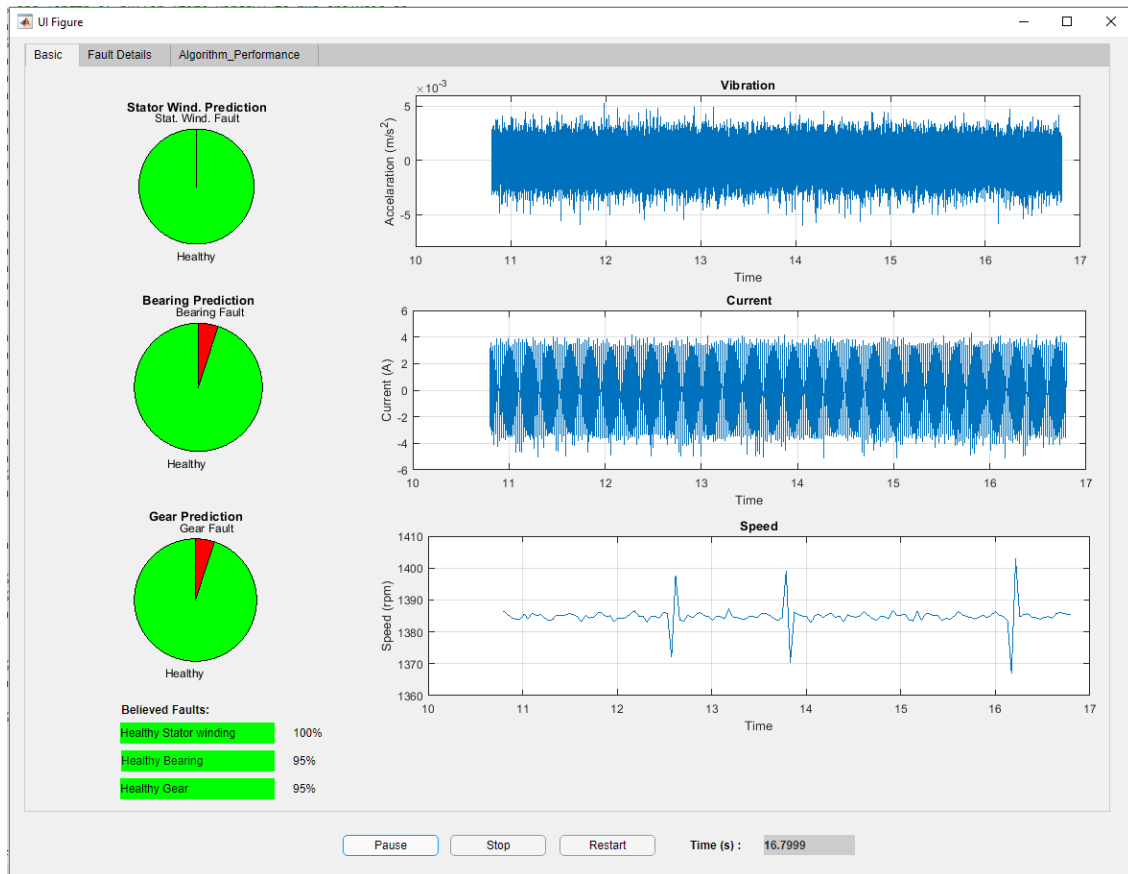 UI Figure
Basic
Fault Details
Algorithm_Performance
Stator Wind. Prediction
Stat. Wind. Fault
Healthy
Bearing Prediction
Bearing Fault
Healthy
Gear Prediction
Gear Fault
Healthy
Believed Faults:
Healthy Stator winding 100%
Healthy Bearing 95%
Healthy Gear 95%
Vibration
×10⁻³
Accelaration (m/s²)
5
0
-5
10 11 12 13 14 15 16 17
Time
Current
Current (A)
6
4
2
0
-2
-4
-6
10 11 12 13 14 15 16 17
Time
Speed
Speed (rpm)
1410
1400
1390
1380
1370
1360
10 11 12 13 14 15 16 17
Time
Pause
Stop
Restart
Time (s) : 16.7999